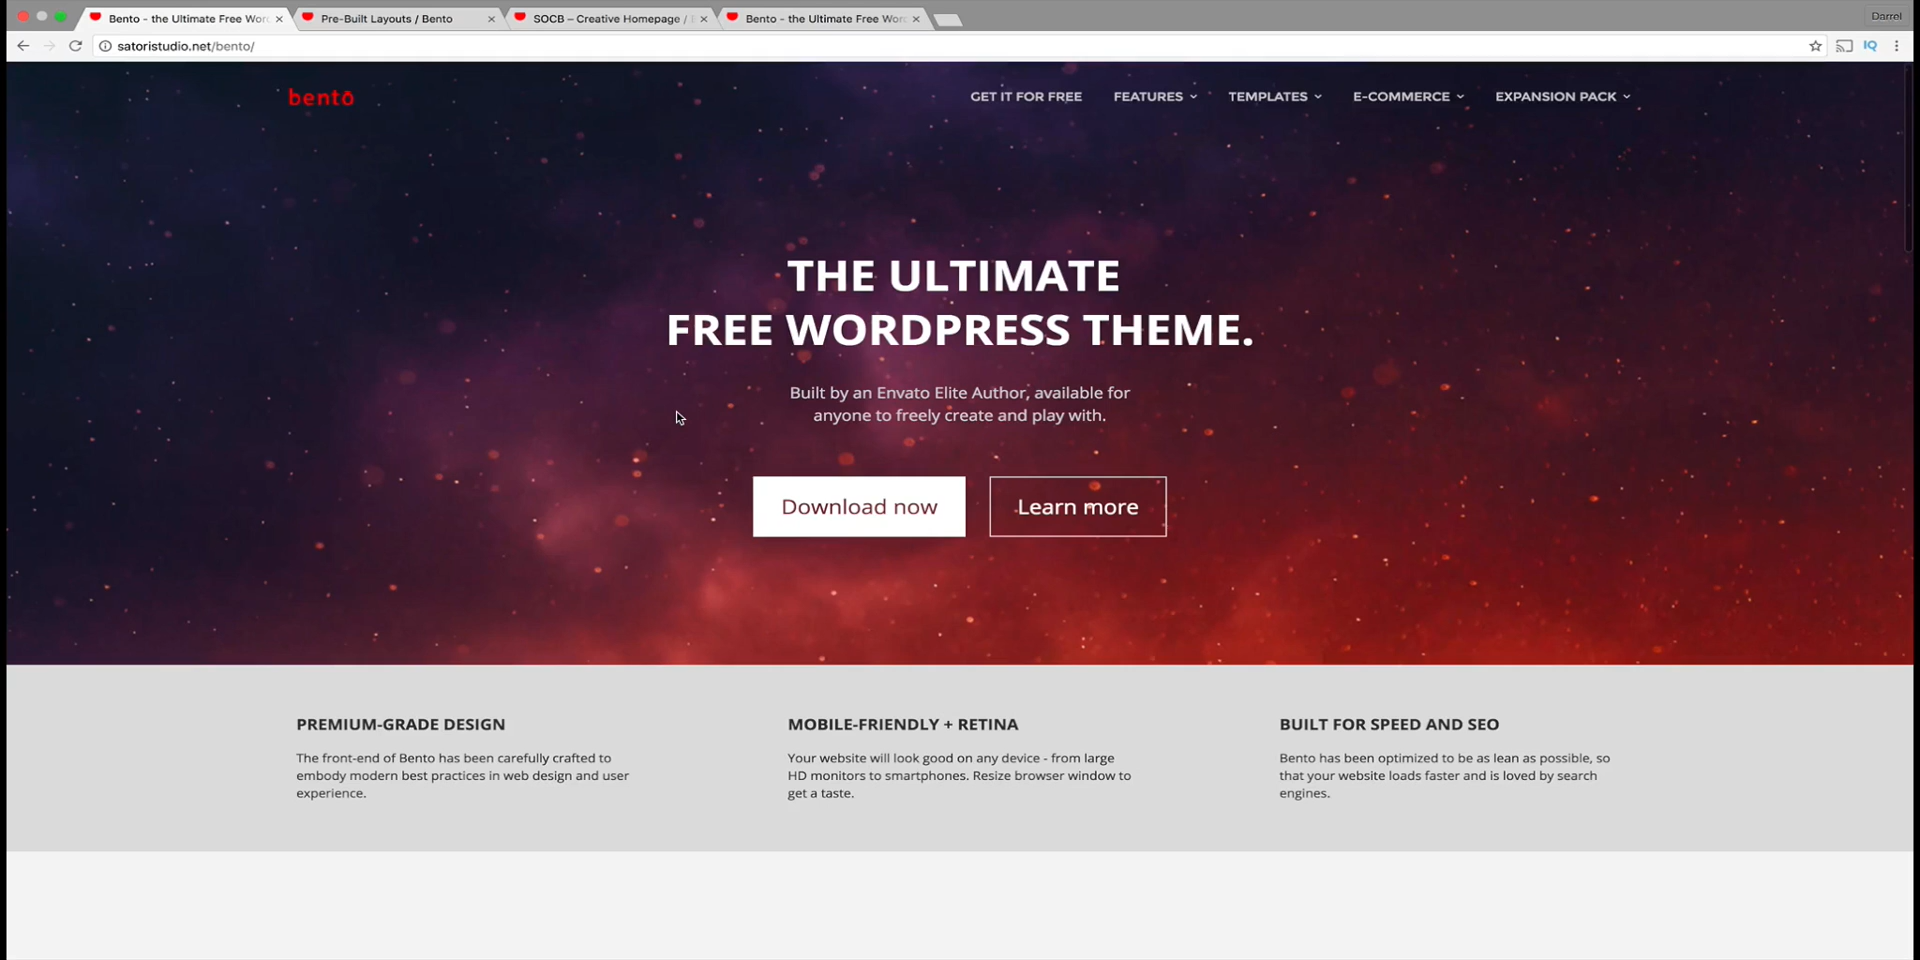 Bento - the Ultimate Free Wor
Pre-Built Layouts / Bento
SOCB – Creative Homepage /
Bento - the Ultimate Free Wor
Darrel
satoristudio.net/bento/
IQ
bentō
GET IT FOR FREE
FEATURES
TEMPLATES
E-COMMERCE
EXPANSION PACK
THE ULTIMATE
FREE WORDPRESS THEME.
Built by an Envato Elite Author, available for
anyone to freely create and play with.
Download now
Learn more
PREMIUM-GRADE DESIGN
The front-end of Bento has been carefully crafted to
embody modern best practices in web design and user
experience.
MOBILE-FRIENDLY + RETINA
Your website will look good on any device - from large
HD monitors to smartphones. Resize browser window to
get a taste.
BUILT FOR SPEED AND SEO
Bento has been optimized to be as lean as possible, so
that your website loads faster and is loved by search
engines.